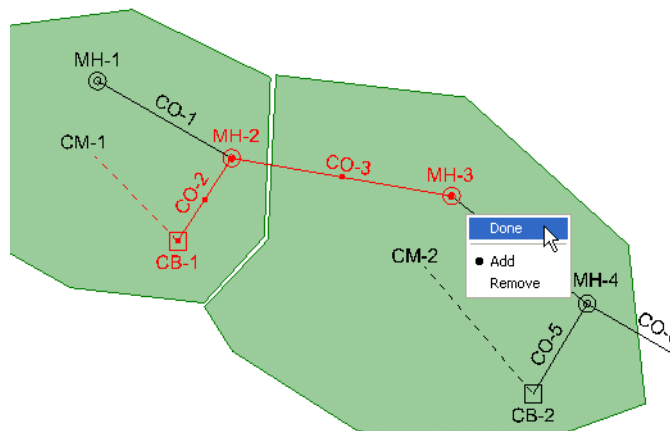 MH-1
CO-1
CM-1
MH-2
CO-2
CO-3
MH-3
CB-1
Done
Add
Remove
CM-2
MH-4
CO-5
CB-2